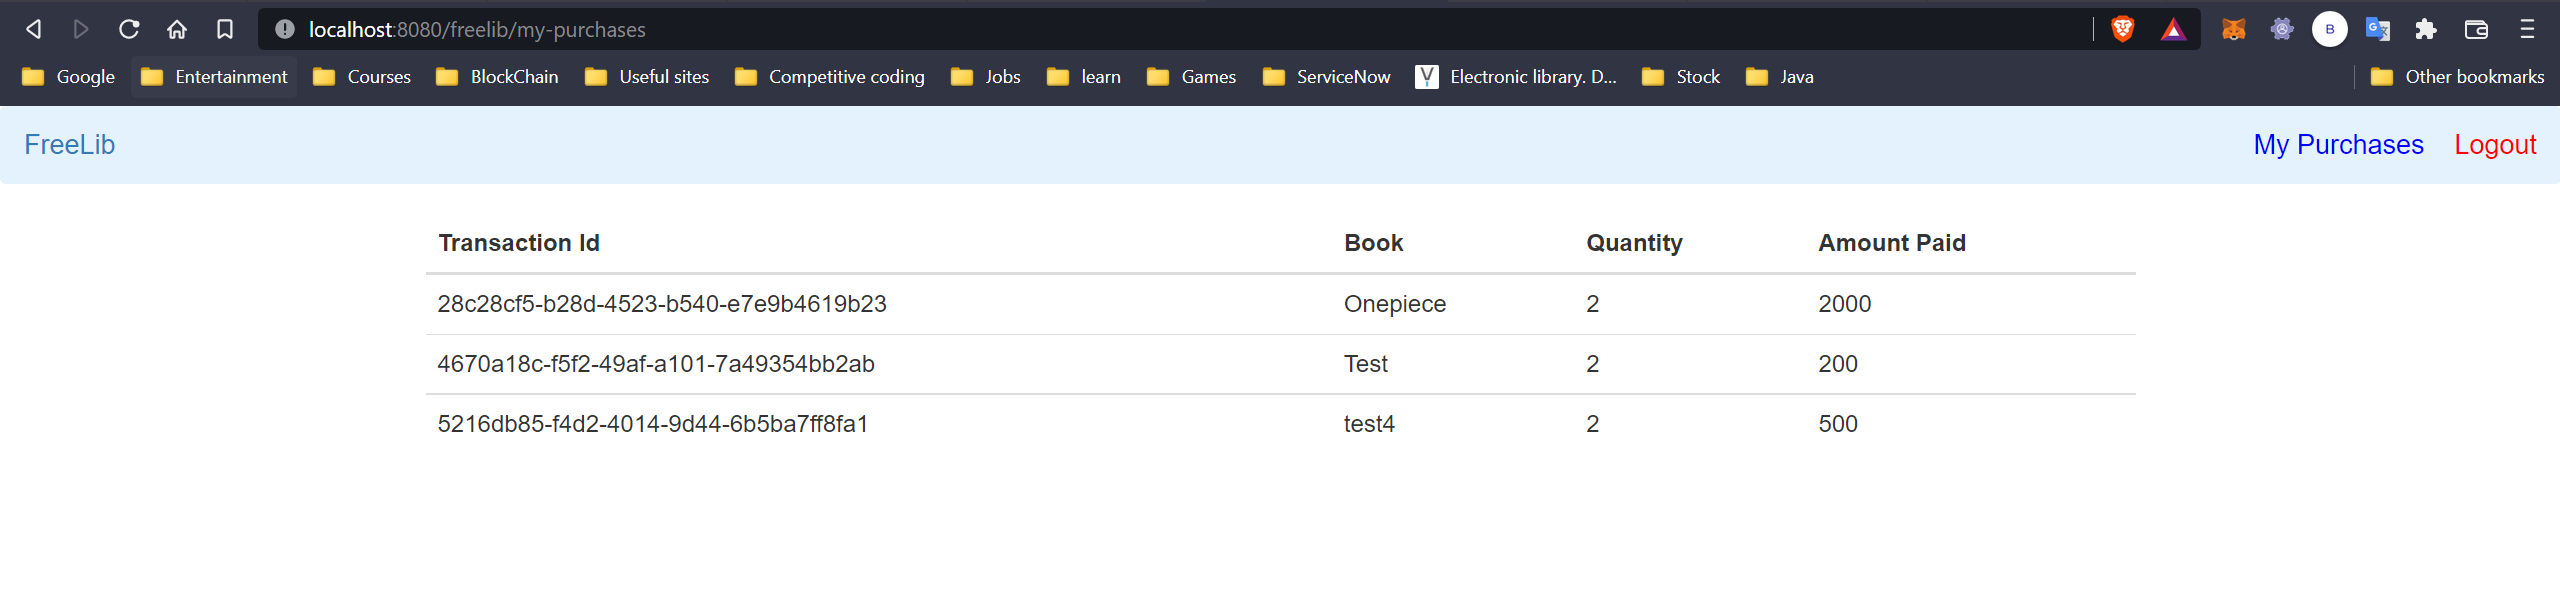 localhost:8080/freelib/my-purchases
B
Google Entertainment Courses BlockChain Useful sites Competitive coding Jobs learn Games ServiceNow Electronic library. D... Stock Java Other bookmarks
FreeLib My Purchases Logout
Transaction Id Book Quantity Amount Paid
28c28cf5-b28d-4523-b540-e7e9b4619b23 Onepiece 2 2000
4670a18c-f5f2-49af-a101-7a49354bb2ab Test 2 200
5216db85-f4d2-4014-9d44-6b5ba7ff8fa1 test4 2 500